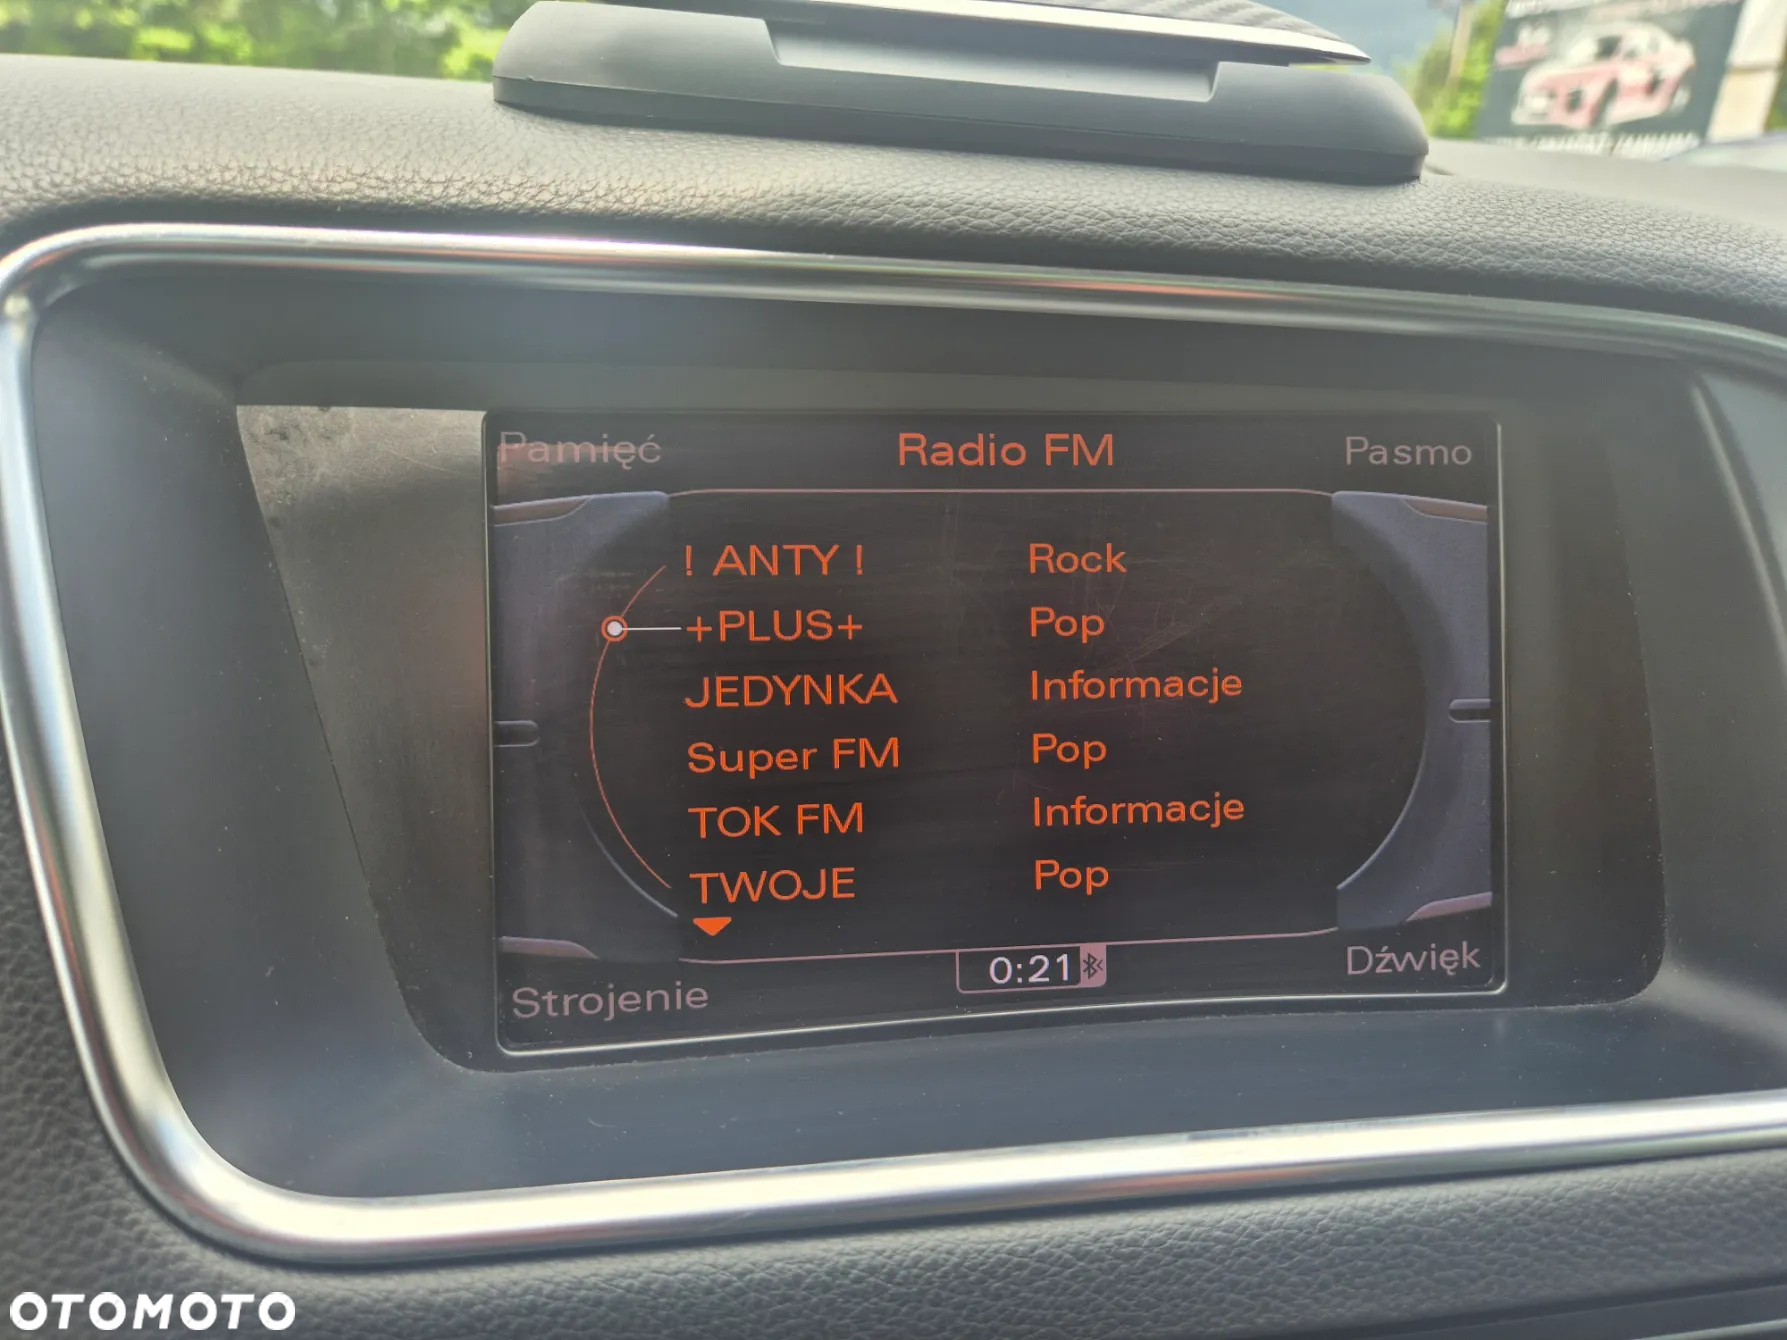 Pamięć Radio FM Pasmo
! ANTY ! Rock
+PLUS+ Pop
JEDYNKA Informacje
Super FM Pop
TOK FM Informacje
TWOJE Pop
0:21
Strojenie Dźwięk
OTOMOTO